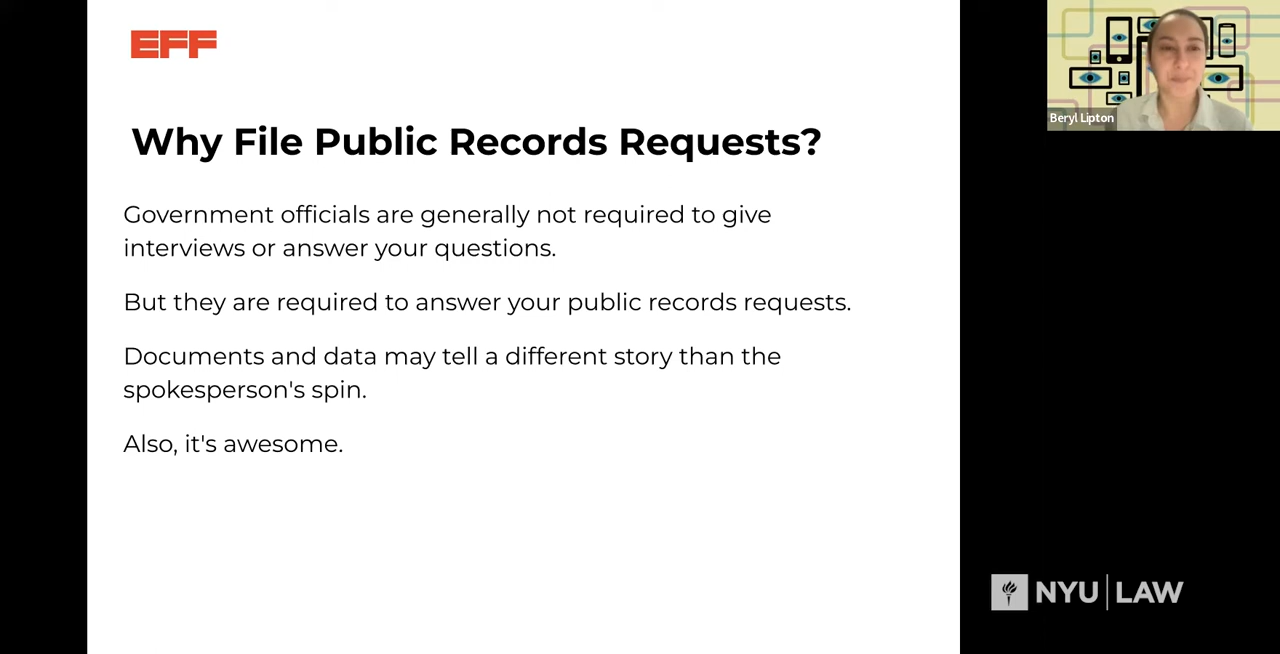 EFF
Why File Public Records Requests?
Government officials are generally not required to give
interviews or answer your questions.
But they are required to answer your public records requests.
Documents and data may tell a different story than the
spokesperson's spin.
Also, it's awesome.
Beryl Lipton
NYU | LAW